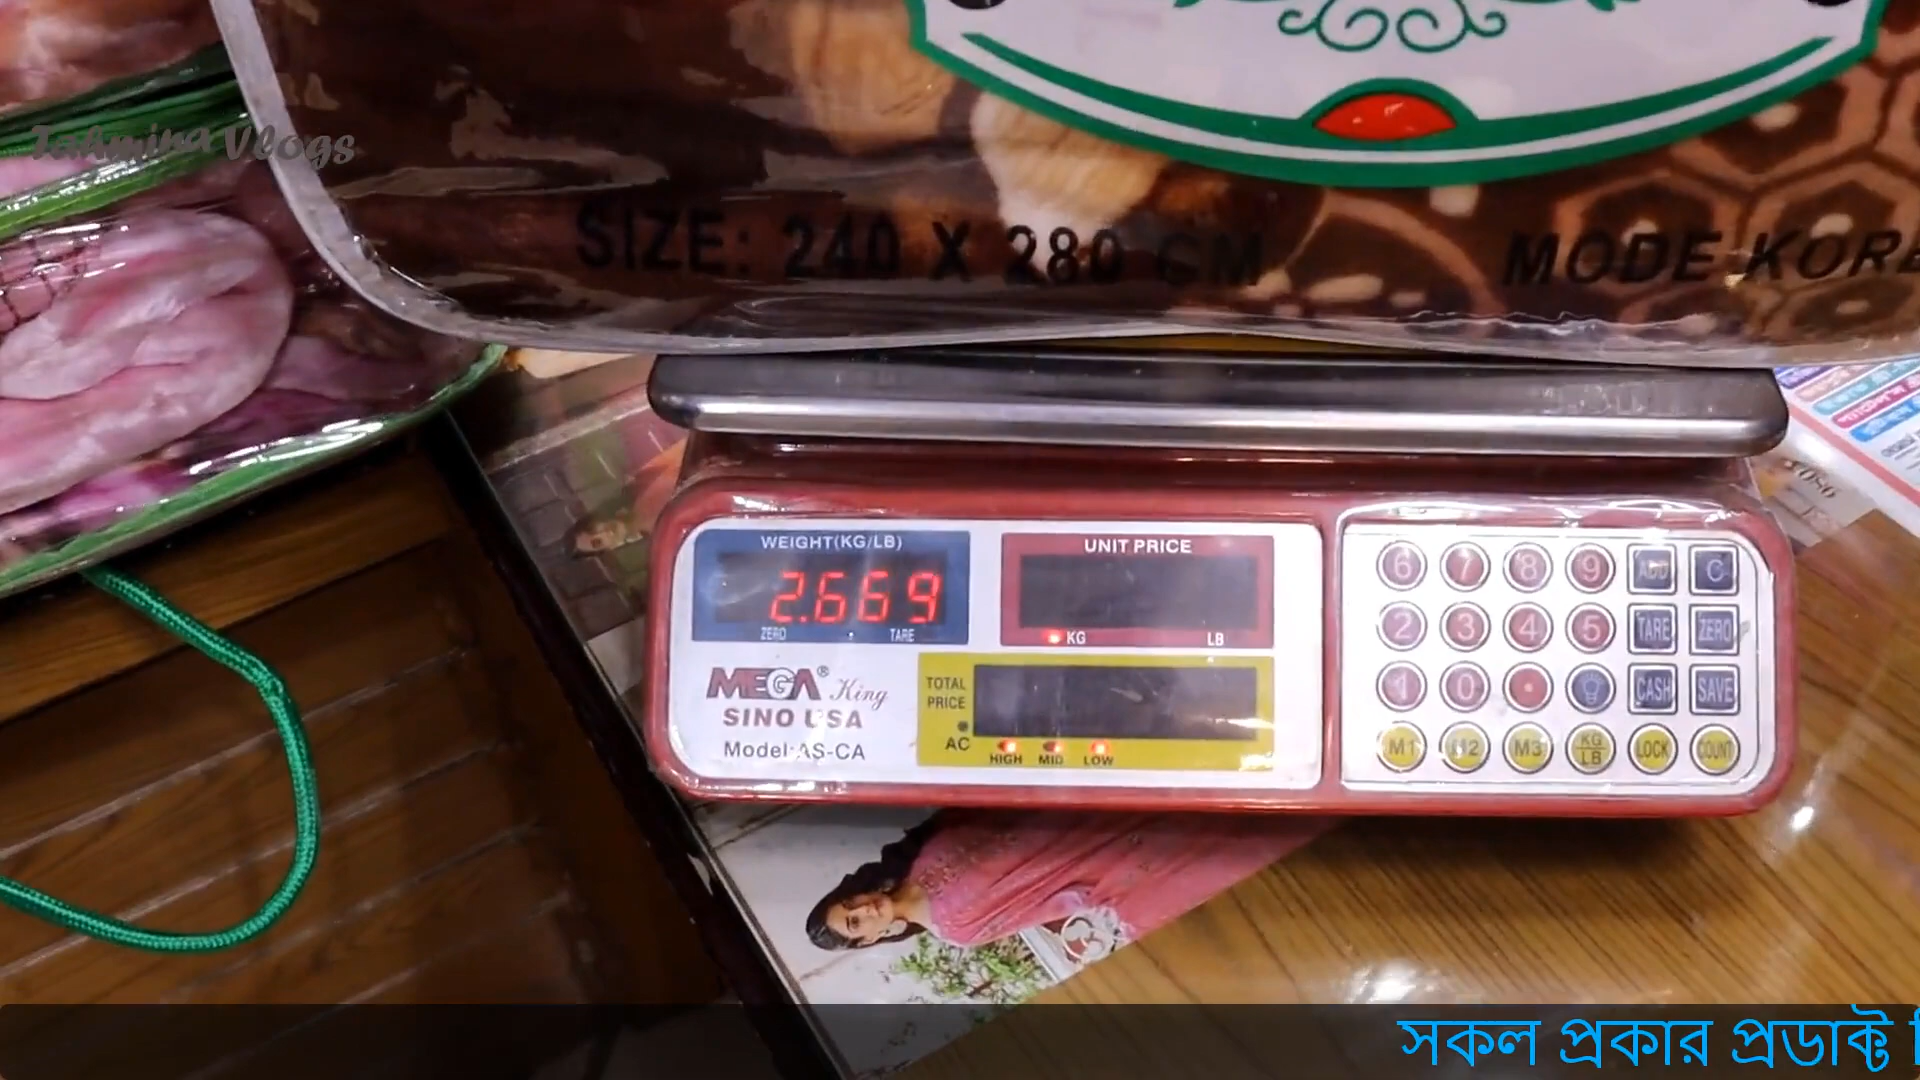 Tahmina Vlogs
SIZE: 240 X 280 CM
MODE KORE
WEIGHT(KG/LB)
2.669
ZERO TARE
UNIT PRICE
KG LB
MEGA® King
SINO USA
Model:AS-CA
TOTAL
PRICE
AC
HIGH MID LOW
6 7 8 9 ADD C
2 3 4 5 TARE ZERO
1 0 . CASH SAVE
M1 M2 M3 KG LB LOCK COUNT
সকল প্রকার প্রডাক্ট